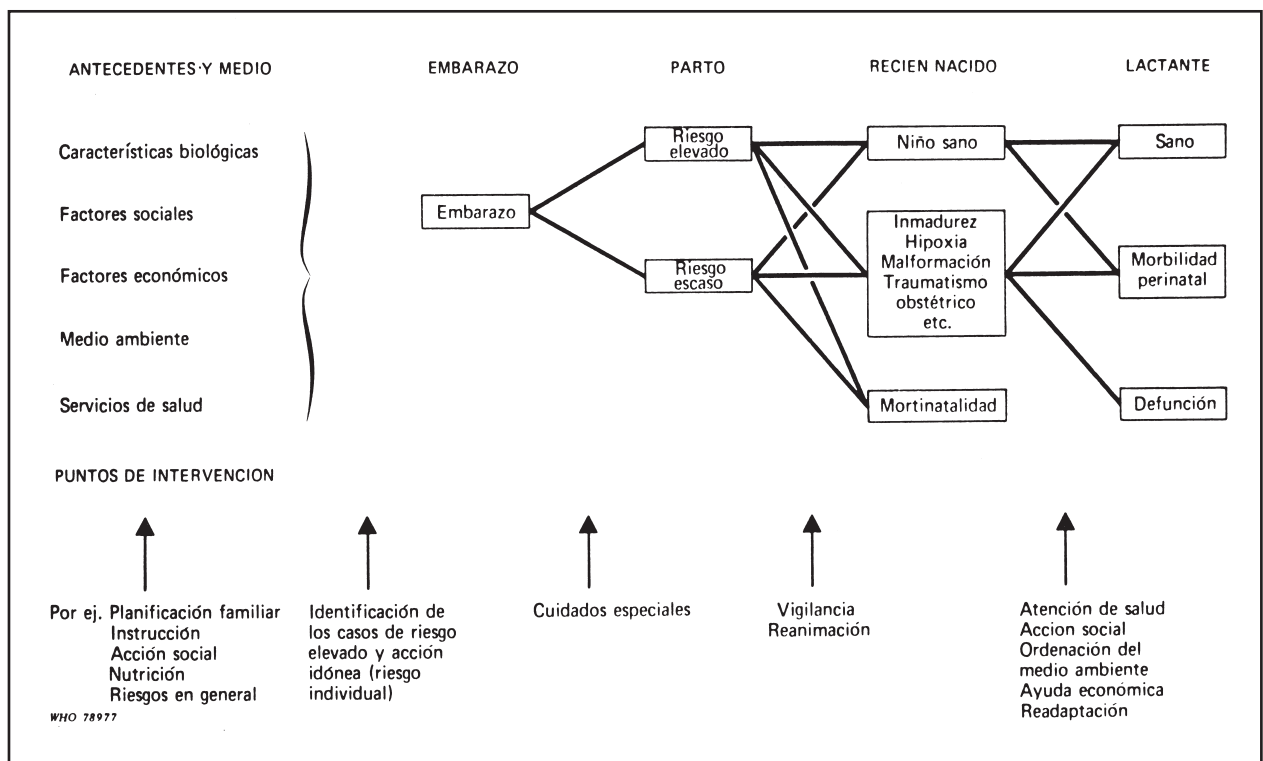 ANTECEDENTES Y MEDIO
EMBARAZO
PARTO
RECIEN NACIDO
LACTANTE
Características biológicas
Factores sociales
Factores económicos
Medio ambiente
Servicios de salud
Embarazo
Riesgo
elevado
Riesgo
escaso
Niño sano
Inmadurez
Hipoxia
Malformación
Traumatismo
obstétrico
etc.
Mortinatalidad
Sano
Morbilidad
perinatal
Defunción
PUNTOS DE INTERVENCION
Por ej. Planificación familiar
Instrucción
Acción social
Nutrición
Riesgos en general
Identificación de
los casos de riesgo
elevado y acción
idónea (riesgo
individual)
Cuidados especiales
Vigilancia
Reanimación
Atención de salud
Accion social
Ordenación del
medio ambiente
Ayuda económica
Readaptación
WHO 78977